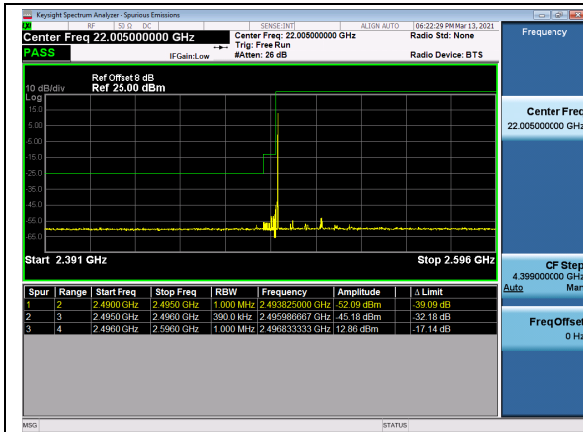 Keysight Spectrum Analyzer - Spurious Emissions
RF 50 Ω DC SENSE:INT ALIGN AUTO 06:22:29 PM Mar 13, 2021
Center Freq 22.005000000 GHz Center Freq: 22.005000000 GHz Radio Std: None Frequency
PASS Trig: Free Run
IFGain:Low #Atten: 26 dB Radio Device: BTS
Ref Offset 8 dB
10 dB/div Ref 25.00 dBm
Log
15.0
5.00
-5.00
-15.0
-25.0
-35.0
-45.0
-55.0
-65.0
Start 2.391 GHz Stop 2.596 GHz
Spur Range Start Freq Stop Freq RBW Frequency Amplitude Δ Limit
1 2 2.4900 GHz 2.4950 GHz 1.000 MHz 2.493825000 GHz -52.09 dBm -39.09 dB
2 3 2.4950 GHz 2.4960 GHz 390.0 kHz 2.495986667 GHz -45.18 dBm -32.18 dB
3 4 2.4960 GHz 2.5960 GHz 1.000 MHz 2.496833333 GHz 12.86 dBm -17.14 dB
Center Freq
22.005000000 GHz
CF Step
4.399000000 GHz
Auto Man
Freq Offset
0 Hz
MSG STATUS